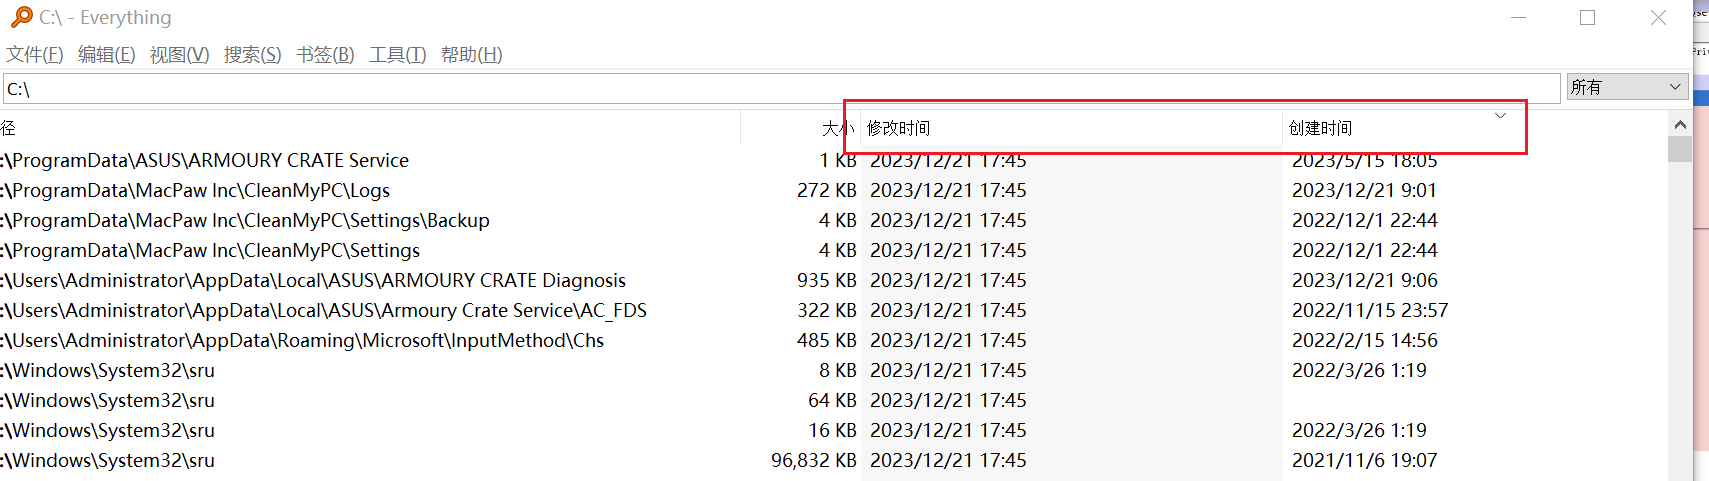 C:\ - Everything
文件(F) 编辑(E) 视图(V) 搜索(S) 书签(B) 工具(T) 帮助(H)
C:\ 所有
径 大小 修改时间 创建时间
:\ProgramData\ASUS\ARMOURY CRATE Service 1 KB 2023/12/21 17:45 2023/5/15 18:05
:\ProgramData\MacPaw Inc\CleanMyPC\Logs 272 KB 2023/12/21 17:45 2023/12/21 9:01
:\ProgramData\MacPaw Inc\CleanMyPC\Settings\Backup 4 KB 2023/12/21 17:45 2022/12/1 22:44
:\ProgramData\MacPaw Inc\CleanMyPC\Settings 4 KB 2023/12/21 17:45 2022/12/1 22:44
:\Users\Administrator\AppData\Local\ASUS\ARMOURY CRATE Diagnosis 935 KB 2023/12/21 17:45 2023/12/21 9:06
:\Users\Administrator\AppData\Local\ASUS\Armoury Crate Service\AC_FDS 322 KB 2023/12/21 17:45 2022/11/15 23:57
:\Users\Administrator\AppData\Roaming\Microsoft\InputMethod\Chs 485 KB 2023/12/21 17:45 2022/2/15 14:56
:\Windows\System32\sru 8 KB 2023/12/21 17:45 2022/3/26 1:19
:\Windows\System32\sru 64 KB 2023/12/21 17:45
:\Windows\System32\sru 16 KB 2023/12/21 17:45 2022/3/26 1:19
:\Windows\System32\sru 96,832 KB 2023/12/21 17:45 2021/11/6 19:07